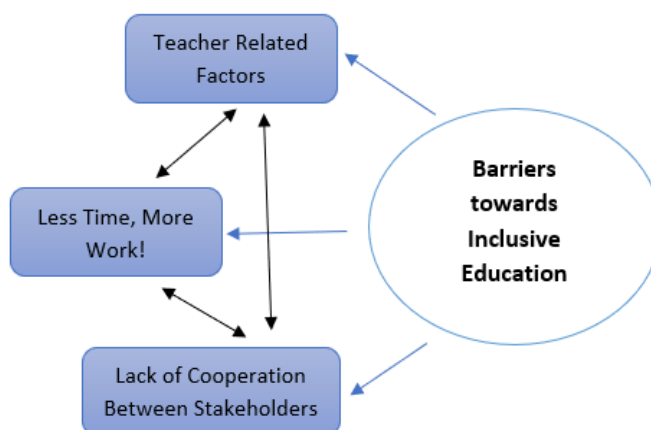 Teacher Related
Factors
Less Time, More
Work!
Lack of Cooperation
Between Stakeholders
Barriers
towards
Inclusive
Education